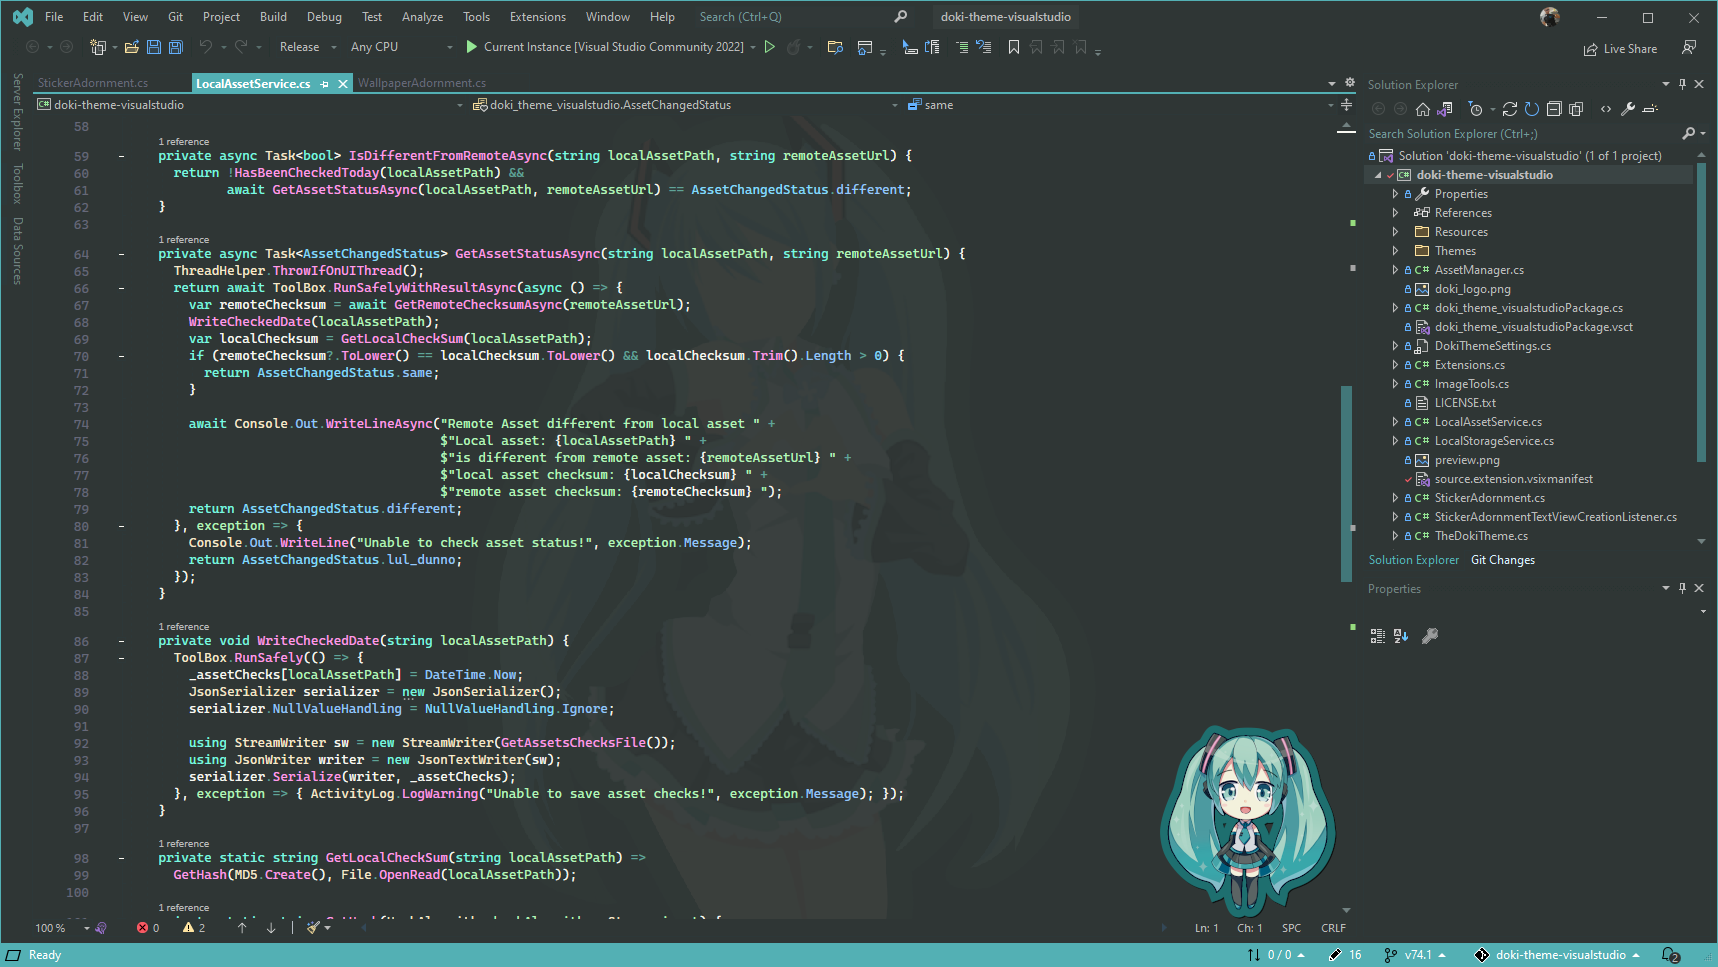 File Edit View Git Project Build Debug Test Analyze Tools Extensions Window Help Search (Ctrl+Q) doki-theme-visualstudio
Release Any CPU Current Instance [Visual Studio Community 2022] Live Share
Server Explorer
Toolbox
Data Sources
StickerAdornment.cs LocalAssetService.cs WallpaperAdornment.cs
doki-theme-visualstudio doki_theme_visualstudio.AssetChangedStatus same
58
1 reference
59 - private async Task<bool> IsDifferentFromRemoteAsync(string localAssetPath, string remoteAssetUrl) {
60 return !HasBeenCheckedToday(localAssetPath) &&
61 await GetAssetStatusAsync(localAssetPath, remoteAssetUrl) == AssetChangedStatus.different;
62 }
63
1 reference
64 - private async Task<AssetChangedStatus> GetAssetStatusAsync(string localAssetPath, string remoteAssetUrl) {
65 ThreadHelper.ThrowIfOnUIThread();
66 - return await ToolBox.RunSafelyWithResultAsync(async () => {
67 var remoteChecksum = await GetRemoteChecksumAsync(remoteAssetUrl);
68 WriteCheckedDate(localAssetPath);
69 var localChecksum = GetLocalCheckSum(localAssetPath);
70 - if (remoteChecksum?.ToLower() == localChecksum.ToLower() && localChecksum.Trim().Length > 0) {
71 return AssetChangedStatus.same;
72 }
73
74 await Console.Out.WriteLineAsync("Remote Asset different from local asset " +
75 $"Local asset: {localAssetPath} " +
76 $"is different from remote asset: {remoteAssetUrl} " +
77 $"local asset checksum: {localChecksum} " +
78 $"remote asset checksum: {remoteChecksum} ");
79 return AssetChangedStatus.different;
80 - }, exception => {
81 Console.Out.WriteLine("Unable to check asset status!", exception.Message);
82 return AssetChangedStatus.lul_dunno;
83 });
84 }
85
1 reference
86 - private void WriteCheckedDate(string localAssetPath) {
87 - ToolBox.RunSafely(() => {
88 _assetChecks[localAssetPath] = DateTime.Now;
89 JsonSerializer serializer = new JsonSerializer();
90 serializer.NullValueHandling = NullValueHandling.Ignore;
91
92 using StreamWriter sw = new StreamWriter(GetAssetsChecksFile());
93 using JsonWriter writer = new JsonTextWriter(sw);
94 serializer.Serialize(writer, _assetChecks);
95 }, exception => { ActivityLog.LogWarning("Unable to save asset checks!", exception.Message); });
96 }
97
1 reference
98 - private static string GetLocalCheckSum(string localAssetPath) =>
99 GetHash(MD5.Create(), File.OpenRead(localAssetPath));
100
1 reference
100 % 0 2 Ln: 1 Ch: 1 SPC CRLF
Solution Explorer
Search Solution Explorer (Ctrl+;)
Solution 'doki-theme-visualstudio' (1 of 1 project)
C# doki-theme-visualstudio
Properties
References
Resources
Themes
C# AssetManager.cs
doki_logo.png
C# doki_theme_visualstudioPackage.cs
doki_theme_visualstudioPackage.vsct
DokiThemeSettings.cs
C# Extensions.cs
C# ImageTools.cs
LICENSE.txt
C# LocalAssetService.cs
C# LocalStorageService.cs
preview.png
source.extension.vsixmanifest
C# StickerAdornment.cs
C# StickerAdornmentTextViewCreationListener.cs
C# TheDokiTheme.cs
Solution Explorer Git Changes
Properties
Ready 0 / 0 16 v74.1 doki-theme-visualstudio 2